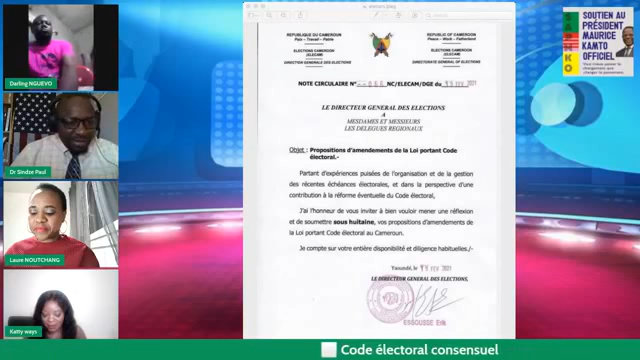 Darling NGUEVO
Dr Sindze Paul
Laure NOUTCHANG
Katty ways
REPUBLIQUE DU CAMEROUN
Paix – Travail – Patrie
ELECTIONS CAMEROON
(ELECAM)
DIRECTION GENERALE DES ELECTIONS
REPUBLIC OF CAMEROON
Peace – Work – Fatherland
ELECTIONS CAMEROON
(ELECAM)
DIRECTORATE GENERAL OF ELECTIONS
NOTE CIRCULAIRE N° NC/ELECAM/DGE du 2021
LE DIRECTEUR GENERAL DES ELECTIONS
A
MESDAMES ET MESSIEURS
LES DELEGUES REGIONAUX
Objet : Propositions d'amendements de la Loi portant Code
électoral.-
Partant d'expériences puisées de l'organisation et de la gestion
des récentes échéances électorales, et dans la perspective d'une
contribution à la réforme éventuelle du Code électoral,
J'ai l'honneur de vous inviter à bien vouloir mener une réflexion
et de soumettre sous huitaine, vos propositions d'amendements de
la Loi portant Code électoral au Cameroun.
Je compte sur votre entière disponibilité et diligence habituelles./-
Yaoundé, le 2021
LE DIRECTEUR GENERAL DES ELECTIONS,
ESSOUSSE Erik
SOUTIEN AU
PRÉSIDENT
MAURICE
KAMTO
OFFICIEL
Code électoral consensuel